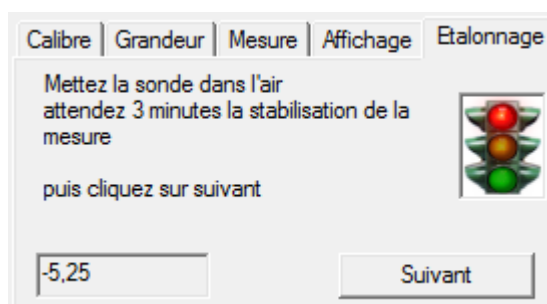 Calibre Grandeur Mesure Affichage Etalonnage
Mettez la sonde dans l'air
attendez 3 minutes la stabilisation de la
mesure
puis cliquez sur suivant
-5,25 Suivant